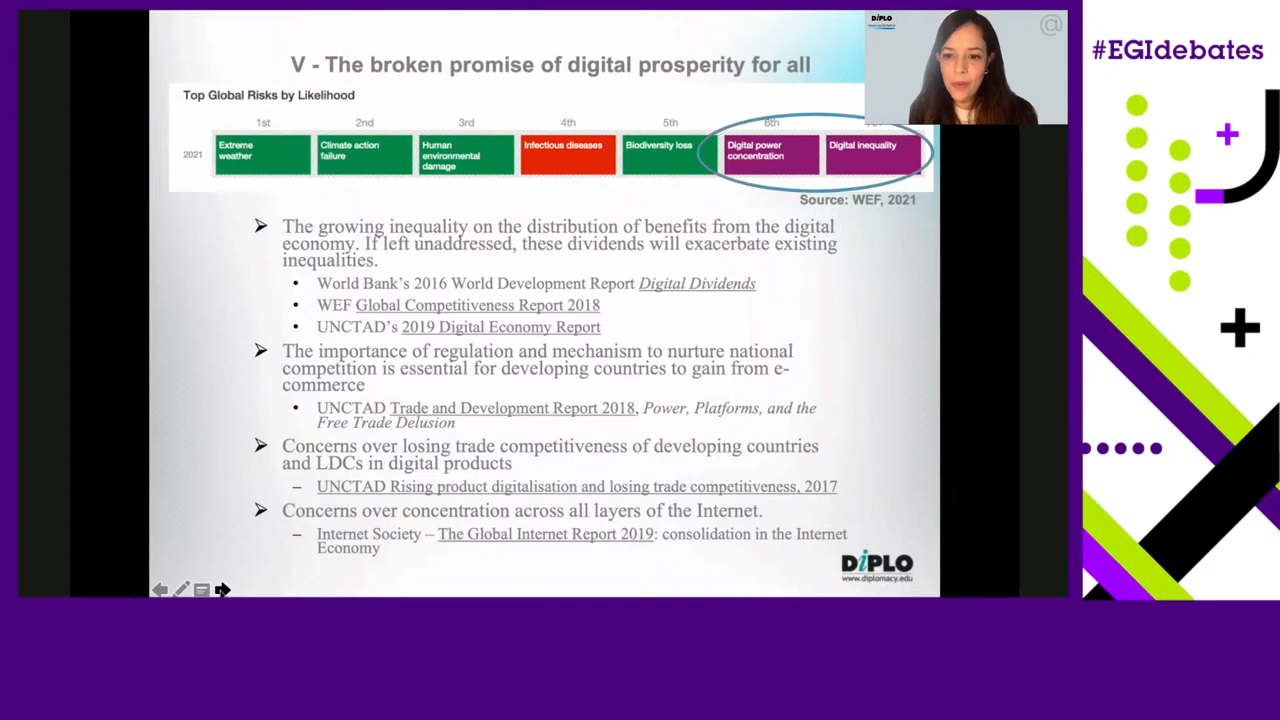 DiPLO
@
#EGIdebates
V - The broken promise of digital prosperity for all
Top Global Risks by Likelihood
1st 2nd 3rd 4th 5th 6th
2021
Extreme
weather
Climate action
failure
Human
environmental
damage
Infectious diseases
Biodiversity loss
Digital power
concentration
Digital inequality
Source: WEF, 2021
➢ The growing inequality on the distribution of benefits from the digital
economy. If left unaddressed, these dividends will exacerbate existing
inequalities.
• World Bank’s 2016 World Development Report Digital Dividends
• WEF Global Competitiveness Report 2018
• UNCTAD’s 2019 Digital Economy Report
➢ The importance of regulation and mechanism to nurture national
competition is essential for developing countries to gain from e-
commerce
• UNCTAD Trade and Development Report 2018, Power, Platforms, and the
Free Trade Delusion
➢ Concerns over losing trade competitiveness of developing countries
and LDCs in digital products
– UNCTAD Rising product digitalisation and losing trade competitiveness, 2017
➢ Concerns over concentration across all layers of the Internet.
– Internet Society – The Global Internet Report 2019: consolidation in the Internet
Economy
DiPLO
www.diplomacy.edu